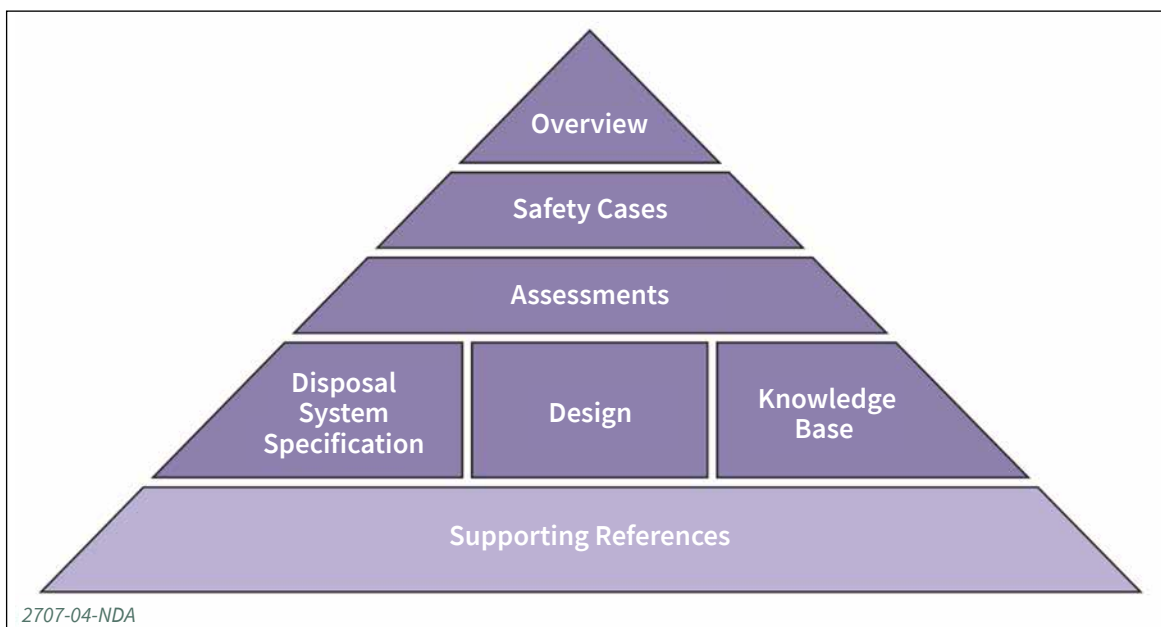 Overview
Safety Cases
Assessments
Disposal
System
Specification
Design
Knowledge
Base
Supporting References
2707-04-NDA